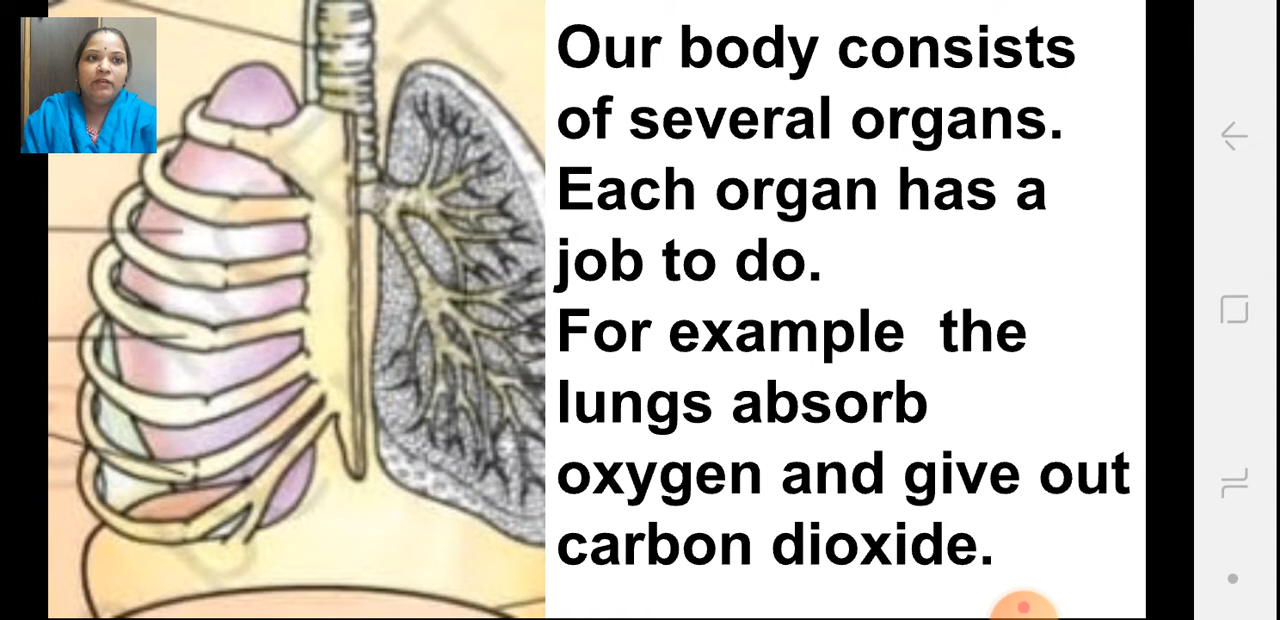 Our body consists
of several organs.
Each organ has a
job to do.
For example  the
lungs absorb
oxygen and give out
carbon dioxide.